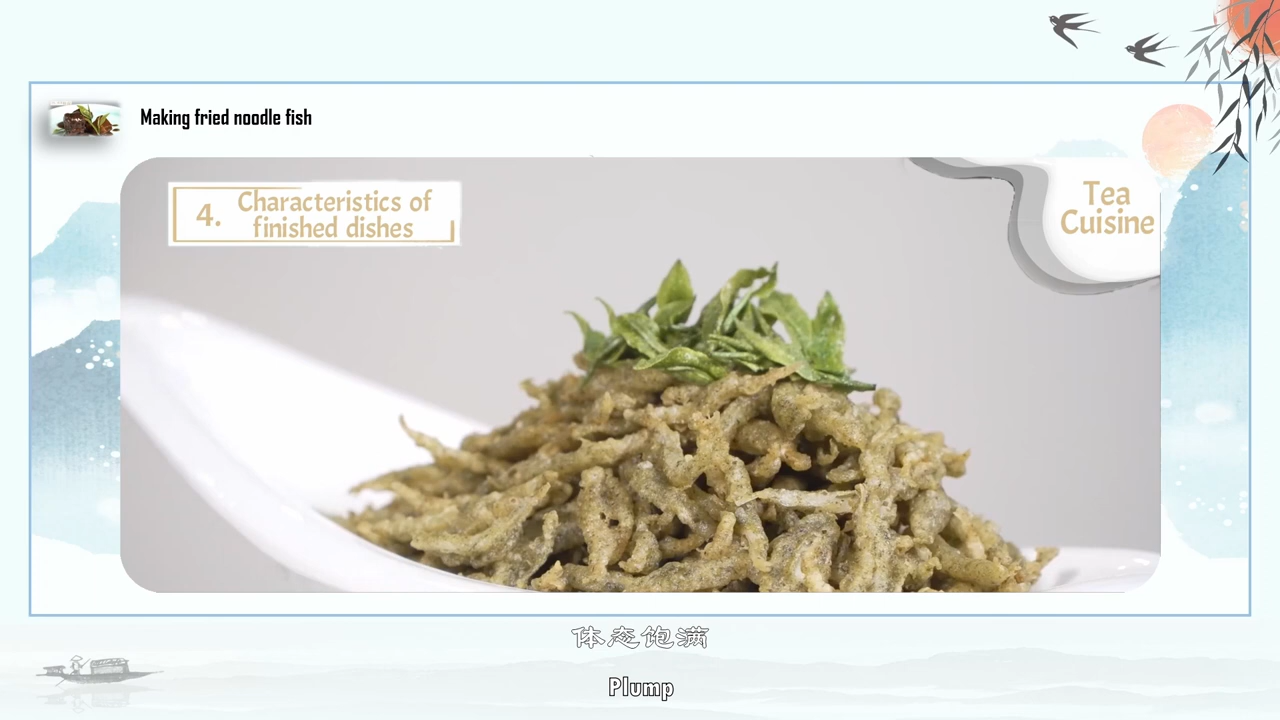 Making fried noodle fish
4. Characteristics of
finished dishes
Tea
Cuisine
体态饱满
Plump